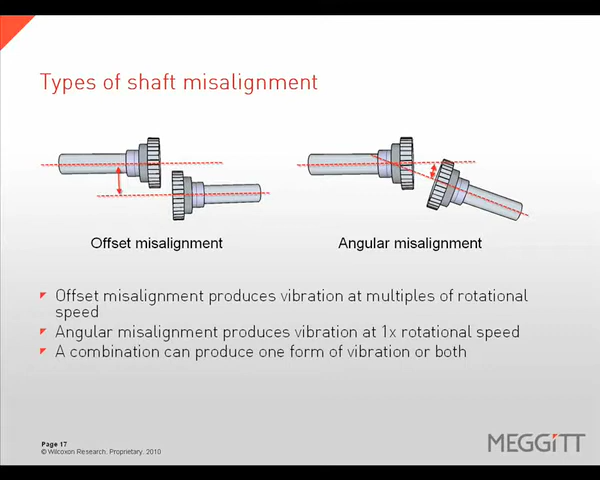 Types of shaft misalignment
Offset misalignment
Angular misalignment
Offset misalignment produces vibration at multiples of rotational
speed
Angular misalignment produces vibration at 1x rotational speed
A combination can produce one form of vibration or both
Page 17
© Wilcoxon Research. Proprietary. 2010
MEGGITT